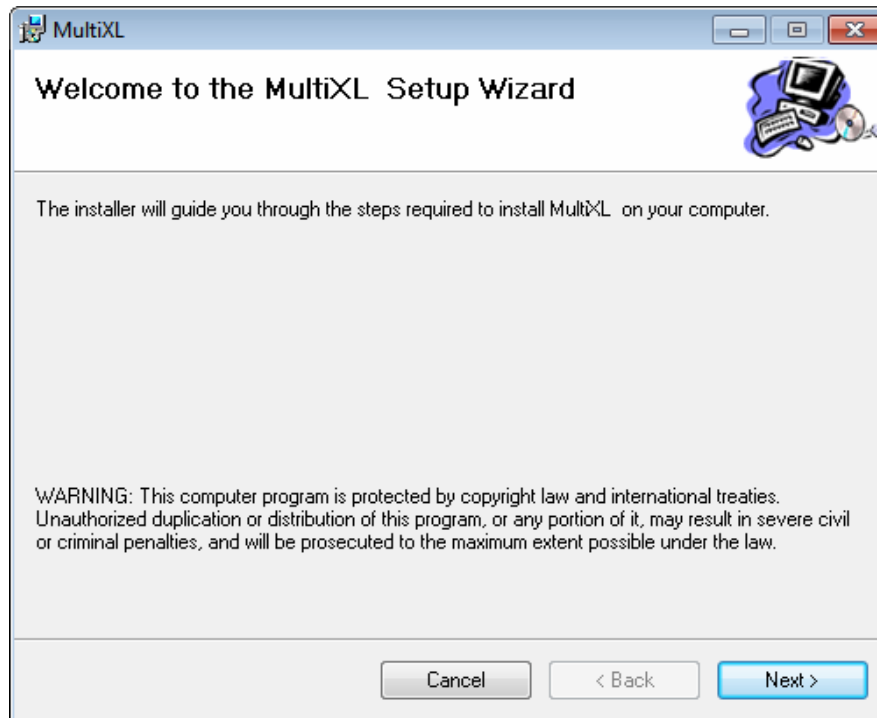 MultiXL
Welcome to the MultiXL  Setup Wizard
The installer will guide you through the steps required to install MultiXL  on your computer.
WARNING: This computer program is protected by copyright law and international treaties.
Unauthorized duplication or distribution of this program, or any portion of it, may result in severe civil
or criminal penalties, and will be prosecuted to the maximum extent possible under the law.
Cancel
< Back
Next >